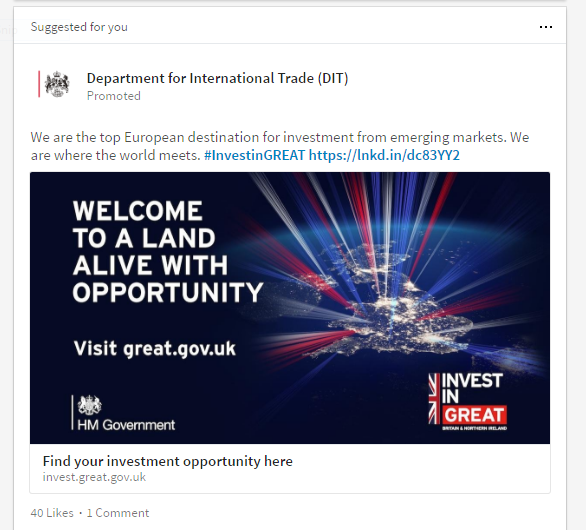 Suggested for you
Department for International Trade (DIT)
Promoted
We are the top European destination for investment from emerging markets. We
are where the world meets. #InvestinGREAT https://lnkd.in/dc83YY2
WELCOME
TO A LAND
ALIVE WITH
OPPORTUNITY
Visit great.gov.uk
HM Government
INVEST
IN
GREAT
BRITAIN & NORTHERN IRELAND
Find your investment opportunity here
invest.great.gov.uk
40 Likes · 1 Comment